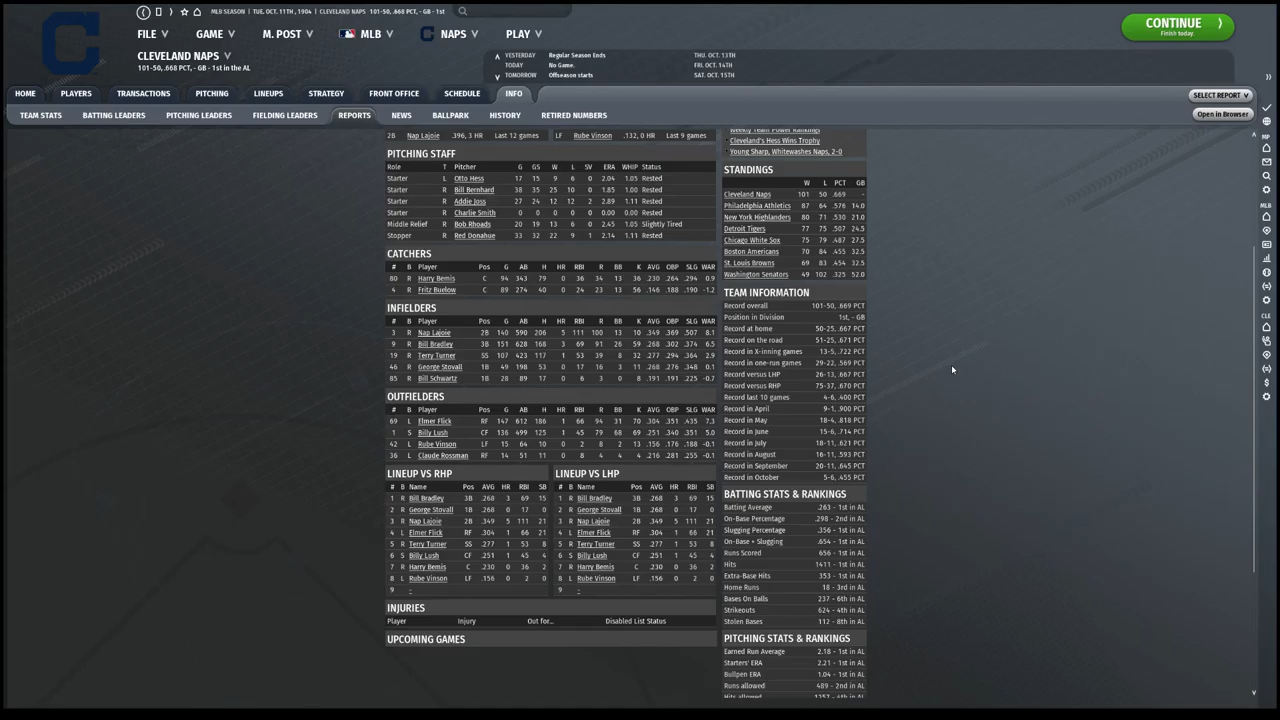 MLB SEASON | TUE. OCT. 11TH , 1904 | CLEVELAND NAPS 101-50, .668 PCT, - GB - 1st
FILE GAME M. POST MLB NAPS PLAY
CONTINUE
Finish today.
CLEVELAND NAPS
101-50, .668 PCT, - GB - 1st in the AL
YESTERDAY Regular Season Ends THU. OCT. 13TH
TODAY No Game. FRI. OCT. 14TH
TOMORROW Offseason starts SAT. OCT. 15TH
HOME PLAYERS TRANSACTIONS PITCHING LINEUPS STRATEGY FRONT OFFICE SCHEDULE INFO
SELECT REPORT
TEAM STATS BATTING LEADERS PITCHING LEADERS FIELDING LEADERS REPORTS NEWS BALLPARK HISTORY RETIRED NUMBERS
Open in Browser
2B Nap Lajoie .396, 3 HR Last 12 games LF Rube Vinson .132, 0 HR Last 9 games
PITCHING STAFF
Role T Pitcher G GS W L SV ERA WHIP Status
Starter L Otto Hess 17 15 9 6 0 2.04 1.05 Rested
Starter R Bill Bernhard 38 35 25 10 0 1.85 1.00 Rested
Starter R Addie Joss 27 24 12 12 2 2.89 1.11 Rested
Starter R Charlie Smith 0 0 0 0 0 0.00 0.00 Rested
Middle Relief R Bob Rhoads 20 19 13 6 0 2.45 1.05 Slightly Tired
Stopper R Red Donahue 33 32 22 9 1 2.14 1.11 Rested
CATCHERS
# B Player Pos G AB H HR RBI R BB K AVG OBP SLG WAR
80 R Harry Bemis C 94 343 79 0 36 34 13 36 .230 .264 .294 0.9
4 R Fritz Buelow C 89 274 40 0 24 23 13 56 .146 .188 .190 -1.2
INFIELDERS
# B Player Pos G AB H HR RBI R BB K AVG OBP SLG WAR
3 R Nap Lajoie 2B 140 590 206 5 111 100 13 10 .349 .369 .507 8.1
9 R Bill Bradley 3B 151 628 168 3 69 91 26 59 .268 .302 .374 6.5
19 R Terry Turner SS 107 423 117 1 53 39 8 32 .277 .294 .364 2.9
46 R George Stovall 1B 49 198 53 0 17 16 3 11 .268 .276 .348 0.1
85 R Bill Schwartz 1B 28 89 17 0 6 3 0 8 .191 .191 .225 -0.7
OUTFIELDERS
# B Player Pos G AB H HR RBI R BB K AVG OBP SLG WAR
69 L Elmer Flick RF 147 612 186 1 66 94 31 70 .304 .351 .435 7.3
1 S Billy Lush CF 136 499 125 1 45 79 68 69 .251 .340 .351 5.0
42 L Rube Vinson LF 15 64 10 0 2 8 2 13 .156 .176 .188 -0.1
36 L Claude Rossman RF 14 51 11 0 8 4 4 4 .216 .281 .255 -0.1
LINEUP VS RHP
# B Name Pos AVG HR RBI SB
1 R Bill Bradley 3B .268 3 69 15
2 R George Stovall 1B .268 0 17 0
3 R Nap Lajoie 2B .349 5 111 21
4 L Elmer Flick RF .304 1 66 21
5 R Terry Turner SS .277 1 53 8
6 S Billy Lush CF .251 1 45 4
7 R Harry Bemis C .230 0 36 2
8 L Rube Vinson LF .156 0 2 0
9 -
LINEUP VS LHP
# B Name Pos AVG HR RBI SB
1 R Bill Bradley 3B .268 3 69 15
2 R George Stovall 1B .268 0 17 0
3 R Nap Lajoie 2B .349 5 111 21
4 L Elmer Flick RF .304 1 66 21
5 R Terry Turner SS .277 1 53 8
6 S Billy Lush CF .251 1 45 4
7 R Harry Bemis C .230 0 36 2
8 L Rube Vinson LF .156 0 2 0
9 -
INJURIES
Player Injury Out for... Disabled List Status
UPCOMING GAMES
Weekly Team Power Rankings
Cleveland's Hess Wins Trophy
Young Sharp, Whitewashes Naps, 2-0
STANDINGS
W L PCT GB
Cleveland Naps 101 50 .669 -
Philadelphia Athletics 87 64 .576 14.0
New York Highlanders 80 71 .530 21.0
Detroit Tigers 77 75 .507 24.5
Chicago White Sox 75 79 .487 27.5
Boston Americans 70 84 .455 32.5
St. Louis Browns 69 83 .454 32.5
Washington Senators 49 102 .325 52.0
TEAM INFORMATION
Record overall 101-50, .669 PCT
Position in Division 1st, - GB
Record at home 50-25, .667 PCT
Record on the road 51-25, .671 PCT
Record in X-inning games 13-5, .722 PCT
Record in one-run games 29-22, .569 PCT
Record versus LHP 26-13, .667 PCT
Record versus RHP 75-37, .670 PCT
Record last 10 games 4-6, .400 PCT
Record in April 9-1, .900 PCT
Record in May 18-4, .818 PCT
Record in June 15-6, .714 PCT
Record in July 18-11, .621 PCT
Record in August 16-11, .593 PCT
Record in September 20-11, .645 PCT
Record in October 5-6, .455 PCT
BATTING STATS & RANKINGS
Batting Average .263 - 1st in AL
On-Base Percentage .298 - 2nd in AL
Slugging Percentage .356 - 1st in AL
On-Base + Slugging .654 - 1st in AL
Runs Scored 656 - 1st in AL
Hits 1411 - 1st in AL
Extra-Base Hits 353 - 1st in AL
Home Runs 18 - 3rd in AL
Bases On Balls 237 - 6th in AL
Strikeouts 624 - 4th in AL
Stolen Bases 112 - 8th in AL
PITCHING STATS & RANKINGS
Earned Run Average 2.18 - 1st in AL
Starters' ERA 2.21 - 1st in AL
Bullpen ERA 1.04 - 1st in AL
Runs allowed 489 - 2nd in AL
Hits allowed 1257 - 4th in AL
MLB
CLE